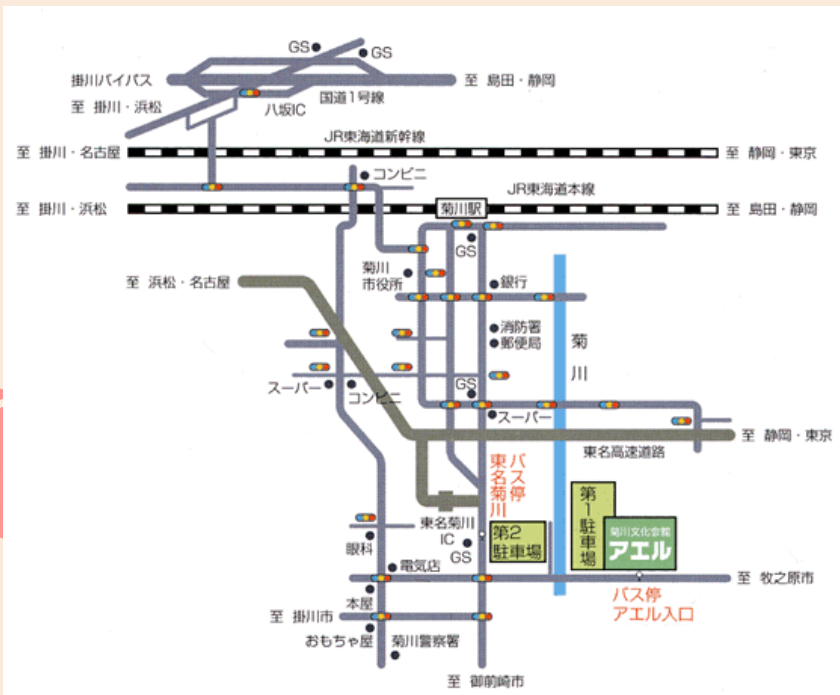 GS
GS
掛川バイパス
至 島田・静岡
国道1号線
至 掛川・浜松
八坂IC
JR東海道新幹線
至 掛川・名古屋
至 静岡・東京
コンビニ
JR東海道本線
至 掛川・浜松
菊川駅
至 島田・静岡
GS
菊川
市役所
至 浜松・名古屋
銀行
消防署
郵便局
菊川
スーパー
コンビニ
GS
スーパー
至 静岡・東京
東名高速道路
バス停
東名菊川
第1駐車場
菊川文化会館
アエル
東名菊川
IC
第2
駐車場
眼科
GS
電気店
至 牧之原市
本屋
バス停
アエル入口
至 掛川市
おもちゃ屋
菊川警察署
至 御前崎市